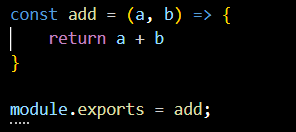 const add = (a, b) => {
    return a + b
}

module.exports = add;